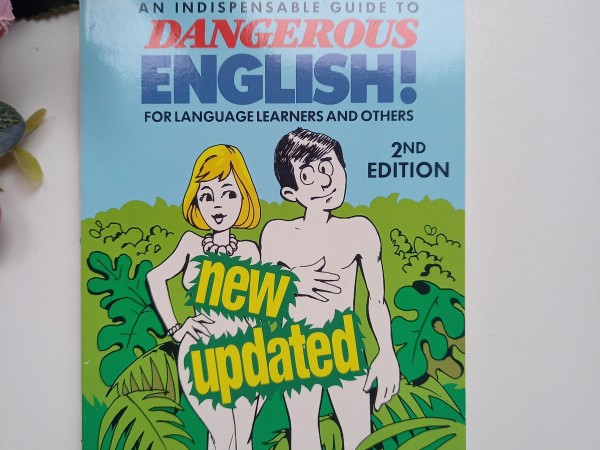 AN INDISPENSABLE GUIDE TO
DANGEROUS
ENGLISH!
FOR LANGUAGE LEARNERS AND OTHERS
2ND
EDITION
new
updated